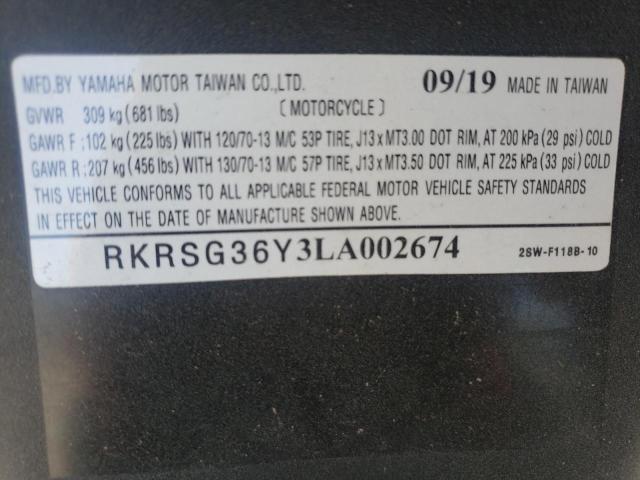 MFD.BY YAMAHA MOTOR TAIWAN CO.,LTD. 09/19 MADE IN TAIWAN
GVWR 309 kg (681 lbs) [ MOTORCYCLE ]
GAWR F : 102 kg (225 lbs) WITH 120/70-13 M/C 53P TIRE, J13 x MT3.00 DOT RIM, AT 200 kPa (29 psi) COLD
GAWR R : 207 kg (456 lbs) WITH 130/70-13 M/C 57P TIRE, J13 x MT3.50 DOT RIM, AT 225 kPa (33 psi) COLD
THIS VEHICLE CONFORMS TO ALL APPLICABLE FEDERAL MOTOR VEHICLE SAFETY STANDARDS
IN EFFECT ON THE DATE OF MANUFACTURE SHOWN ABOVE.
RKRSG36Y3LA002674 2SW-F118B-10